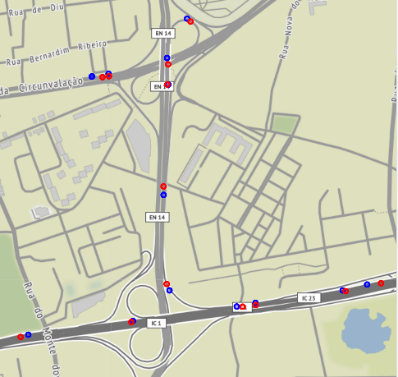 Rua de Diu
EN 14
Rua Bernardim Ribeiro
Rua Nova do
da Circunvalação
EN 14
EN 14
IC 23
IC 1
Rua do Monte dos